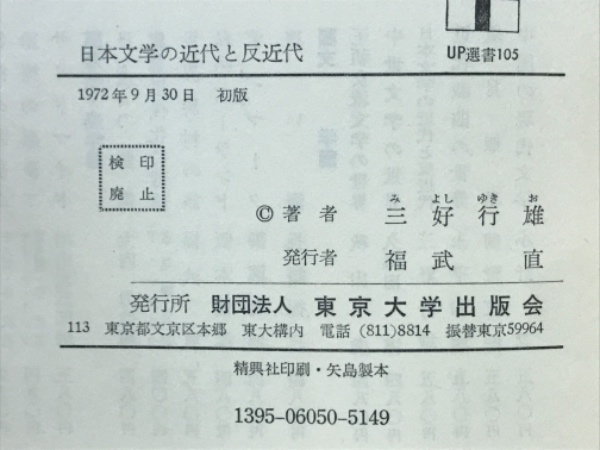 UP選書105
日本文学の近代と反近代
1972年9月30日 初版
検印
廃止
み よし ゆき お
©著者 三好行雄
発行者 福武直
発行所 財団法人 東京大学出版会
113 東京都文京区本郷 東大構内 電話 (811)8814 振替東京59964
精興社印刷・矢島製本
1395-06050-5149